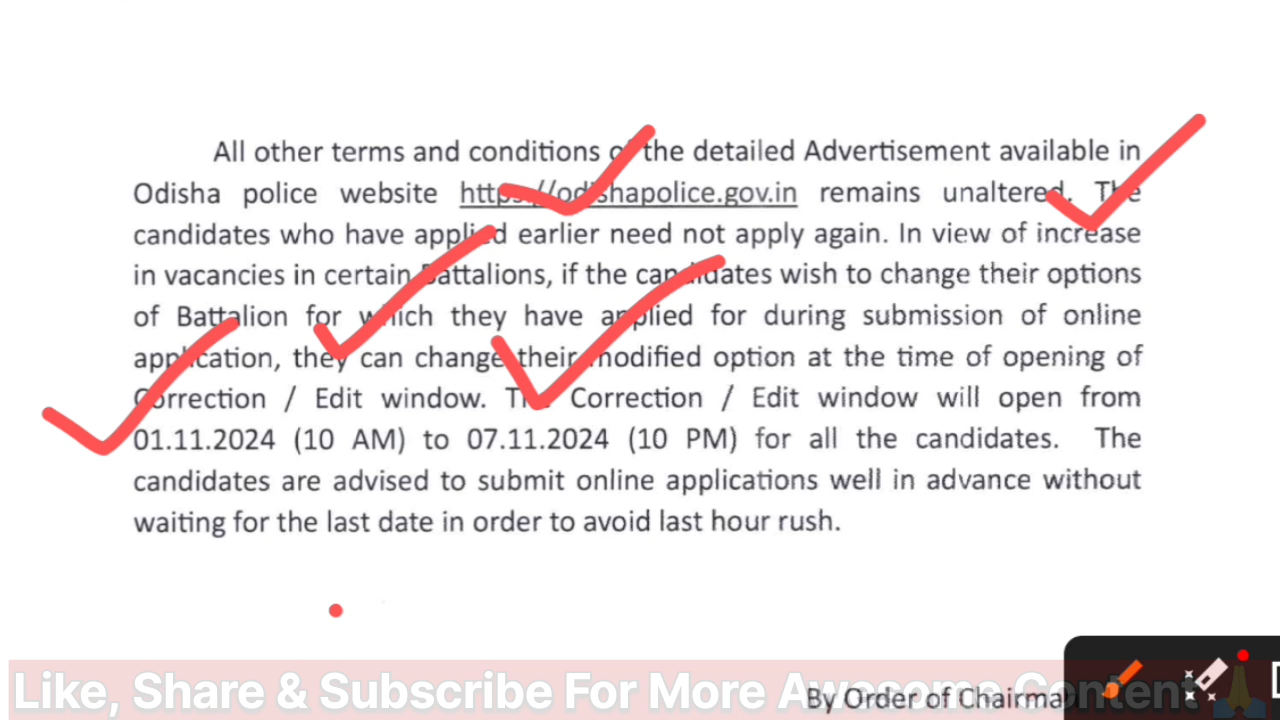 All other terms and conditions of the detailed Advertisement available in
Odisha police website https://odishapolice.gov.in remains unaltered. The
candidates who have applied earlier need not apply again. In view of increase
in vacancies in certain Battalions, if the candidates wish to change their options
of Battalion for which they have applied for during submission of online
application, they can change their modified option at the time of opening of
Correction / Edit window. The Correction / Edit window will open from
01.11.2024 (10 AM) to 07.11.2024 (10 PM) for all the candidates. The
candidates are advised to submit online applications well in advance without
waiting for the last date in order to avoid last hour rush.
Like, Share & Subscribe For More Awesome Content
By Order of Chairma